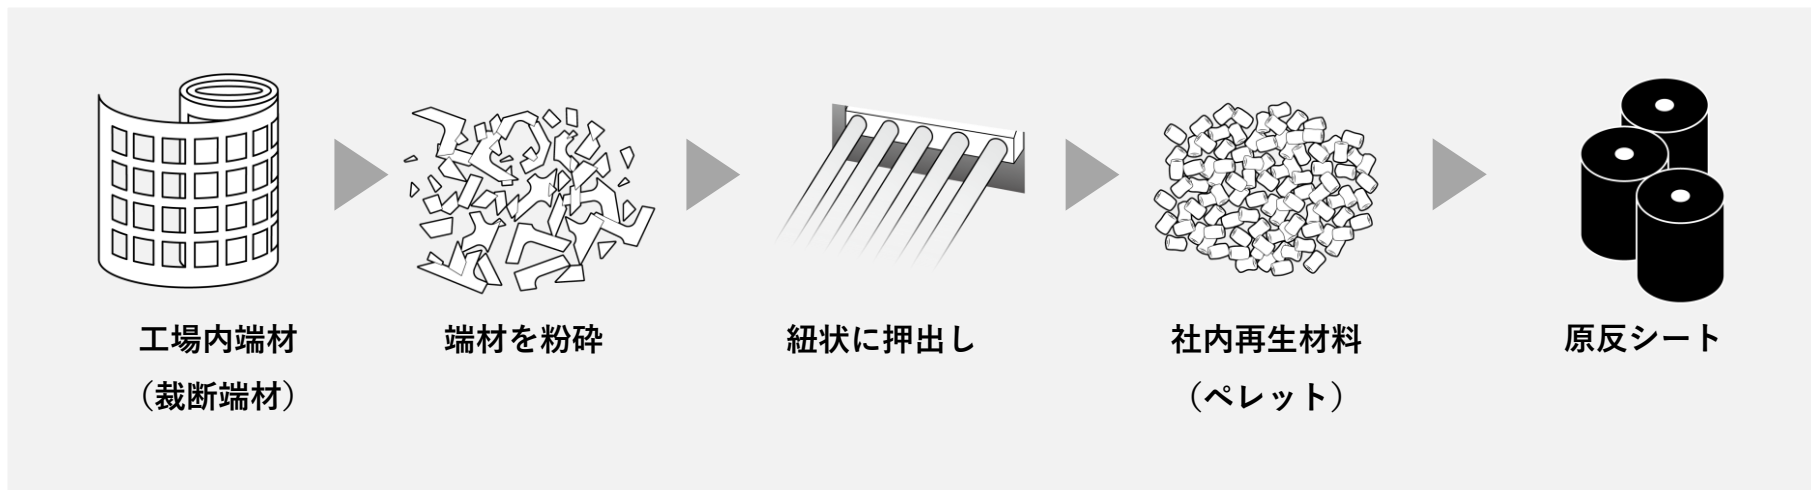 工場内端材
（裁断端材）
端材を粉砕
紐状に押出し
社内再生材料
（ペレット）
原反シート